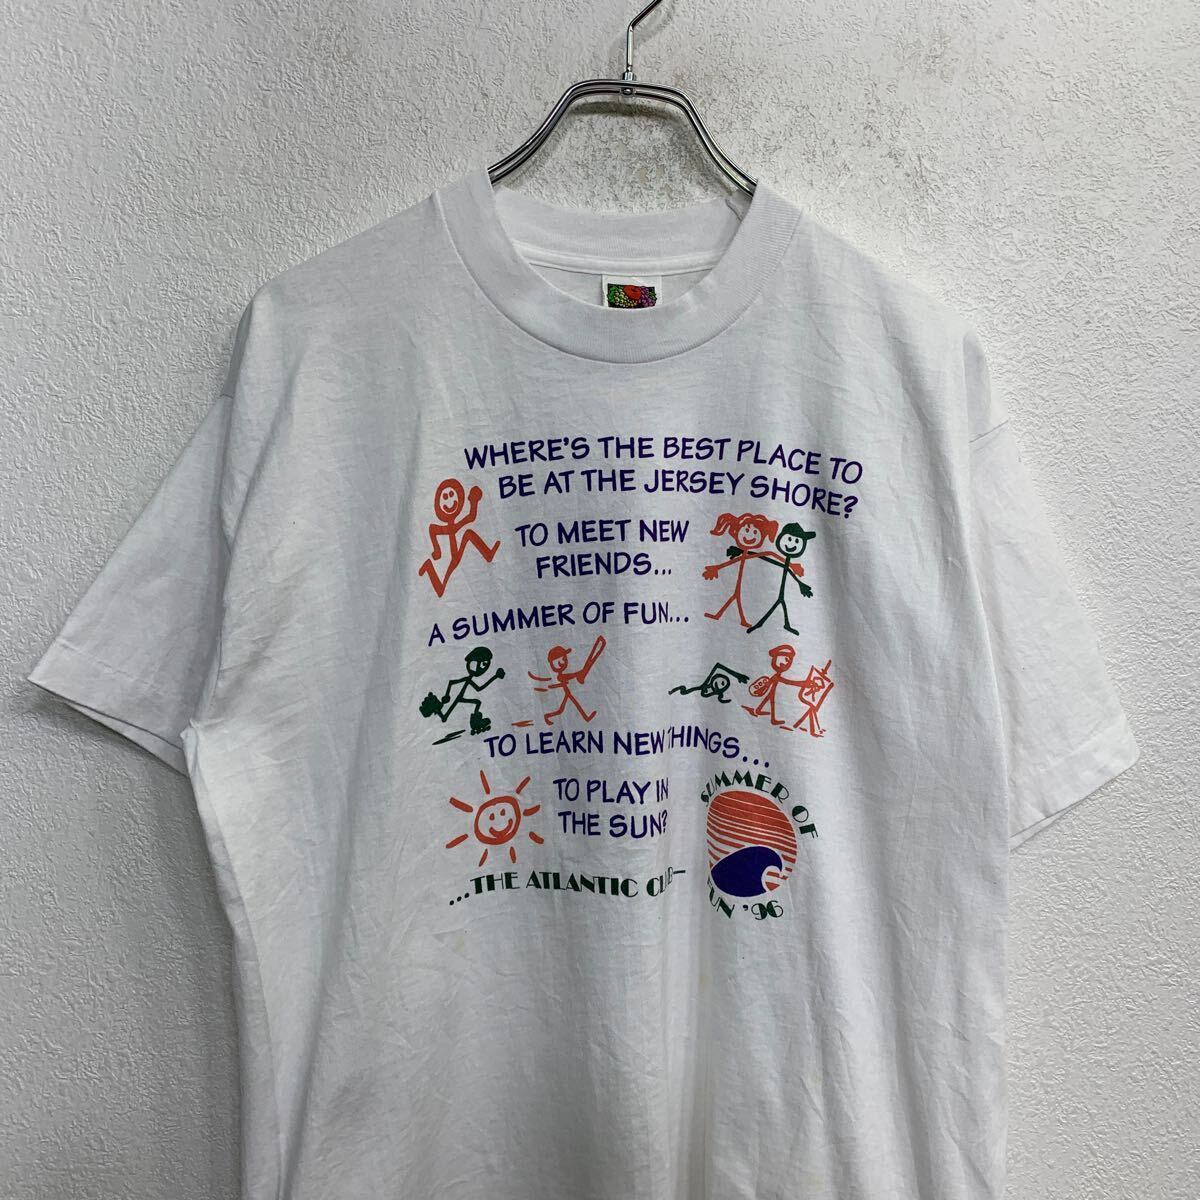 WHERE'S THE BEST PLACE TO
BE AT THE JERSEY SHORE?
TO MEET NEW
FRIENDS...
A SUMMER OF FUN...
TO LEARN NEW THINGS...
TO PLAY IN
THE SUN?
...THE ATLANTIC CLUB—
SUMMER OF
FUN '96